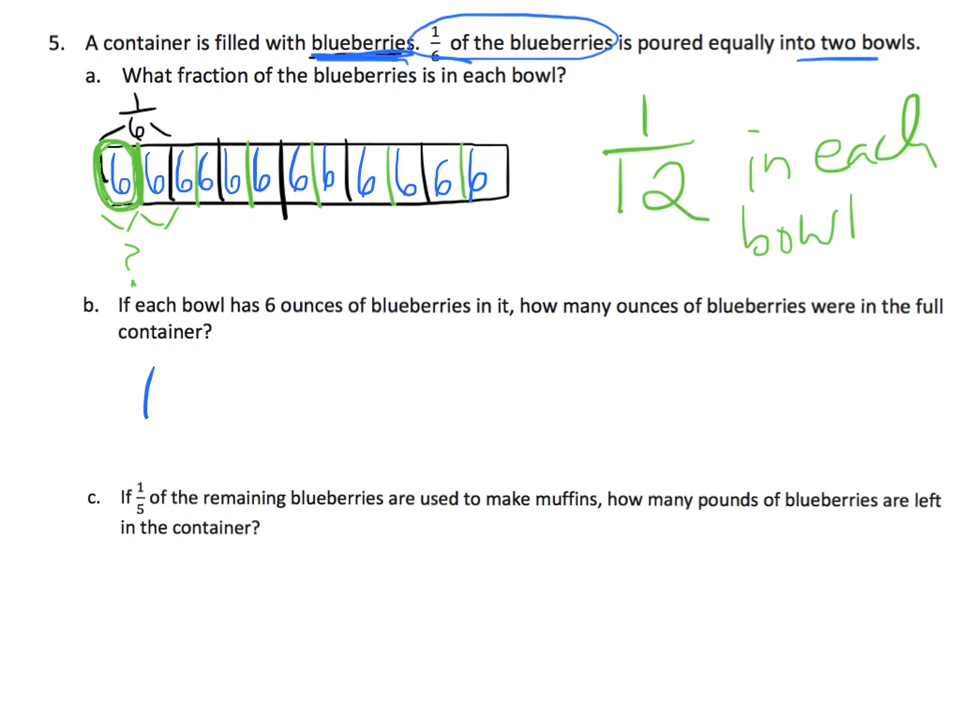 5. A container is filled with blueberries. 1/6 of the blueberries is poured equally into two bowls.
a. What fraction of the blueberries is in each bowl?
1/6
6 6 6 6 6 6 6 6 6 6 6 6
?
1/12 in each
bowl
b. If each bowl has 6 ounces of blueberries in it, how many ounces of blueberries were in the full
container?
c. If 1/5 of the remaining blueberries are used to make muffins, how many pounds of blueberries are left
in the container?